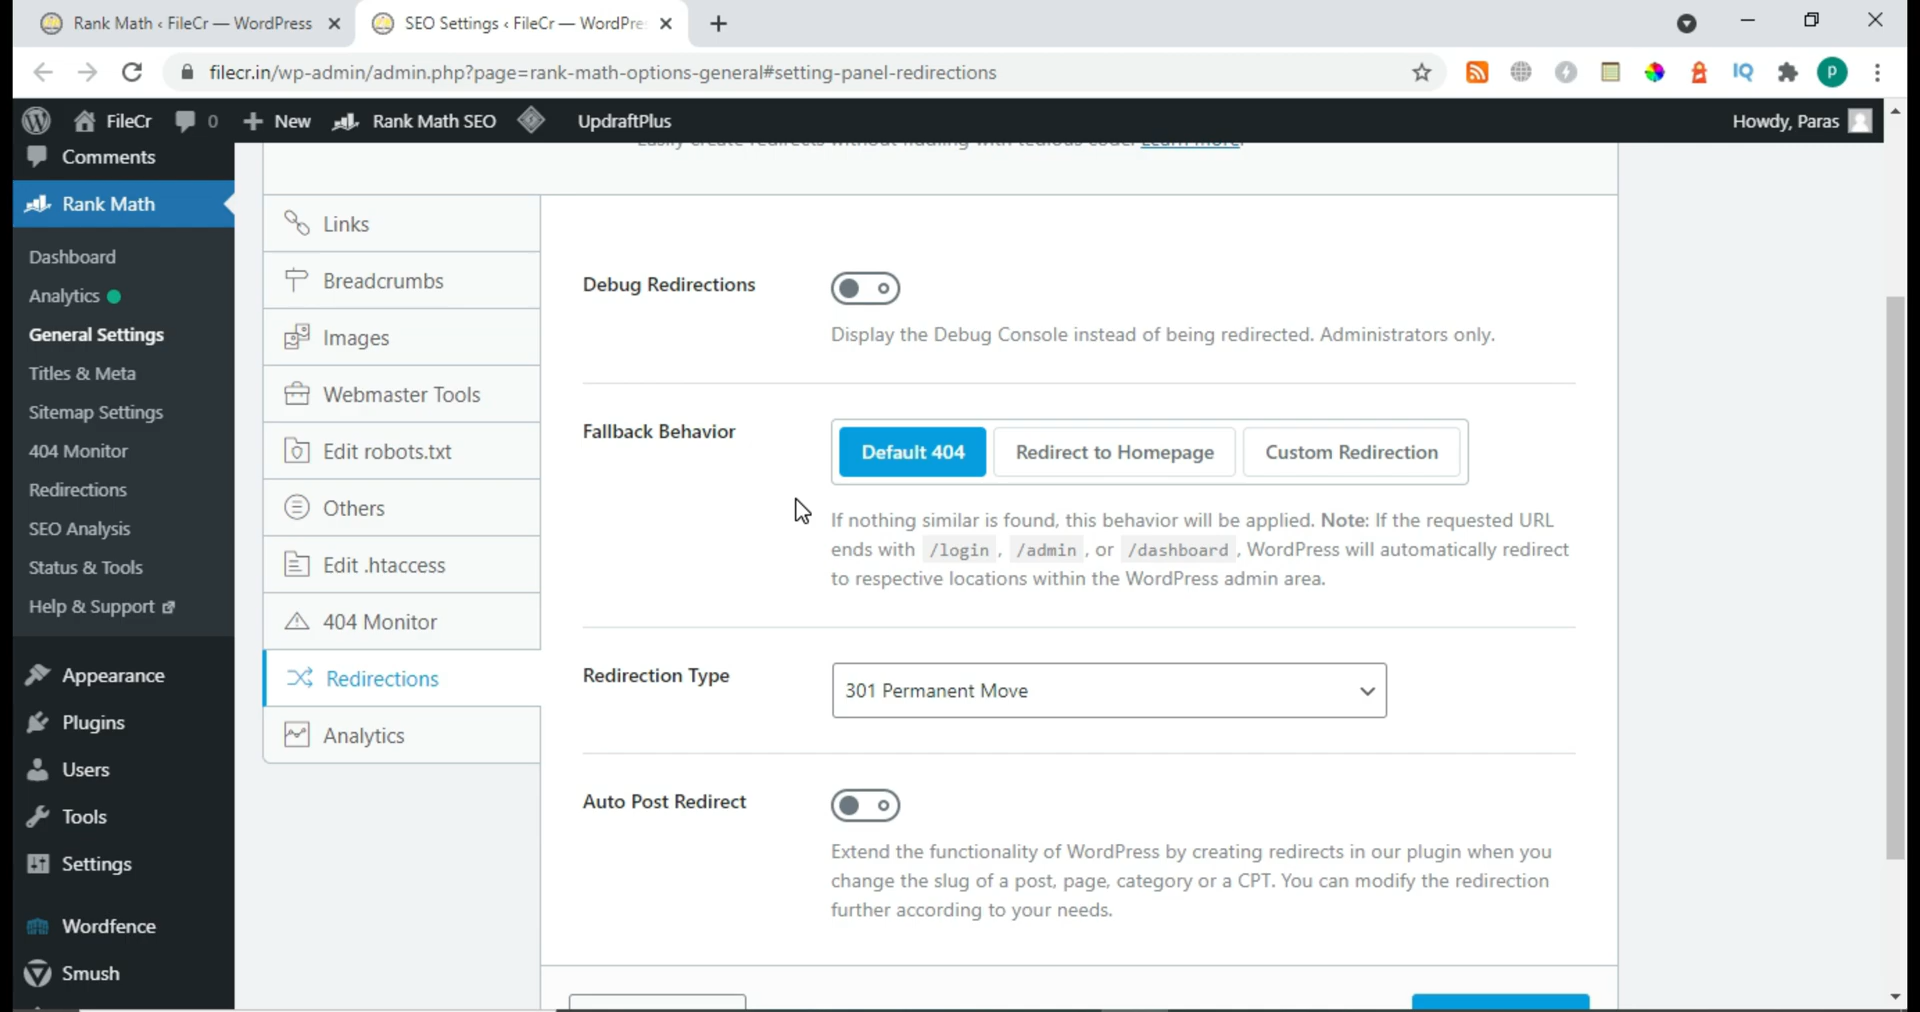 Rank Math ‹ FileCr — WordPress
SEO Settings ‹ FileCr — WordPre
filecr.in/wp-admin/admin.php?page=rank-math-options-general#setting-panel-redirections
IQ
P
FileCr
0
New
Rank Math SEO
UpdraftPlus
Howdy, Paras
Comments
Rank Math
Dashboard
Analytics
General Settings
Titles & Meta
Sitemap Settings
404 Monitor
Redirections
SEO Analysis
Status & Tools
Help & Support
Appearance
Plugins
Users
Tools
Settings
Wordfence
Smush
Easily create redirects without fiddling with tedious code. Learn more.
Links
Breadcrumbs
Images
Webmaster Tools
Edit robots.txt
Others
Edit .htaccess
404 Monitor
Redirections
Analytics
Debug Redirections
Display the Debug Console instead of being redirected. Administrators only.
Fallback Behavior
Default 404
Redirect to Homepage
Custom Redirection
If nothing similar is found, this behavior will be applied. Note: If the requested URL
ends with /login , /admin , or /dashboard , WordPress will automatically redirect
to respective locations within the WordPress admin area.
Redirection Type
301 Permanent Move
Auto Post Redirect
Extend the functionality of WordPress by creating redirects in our plugin when you
change the slug of a post, page, category or a CPT. You can modify the redirection
further according to your needs.